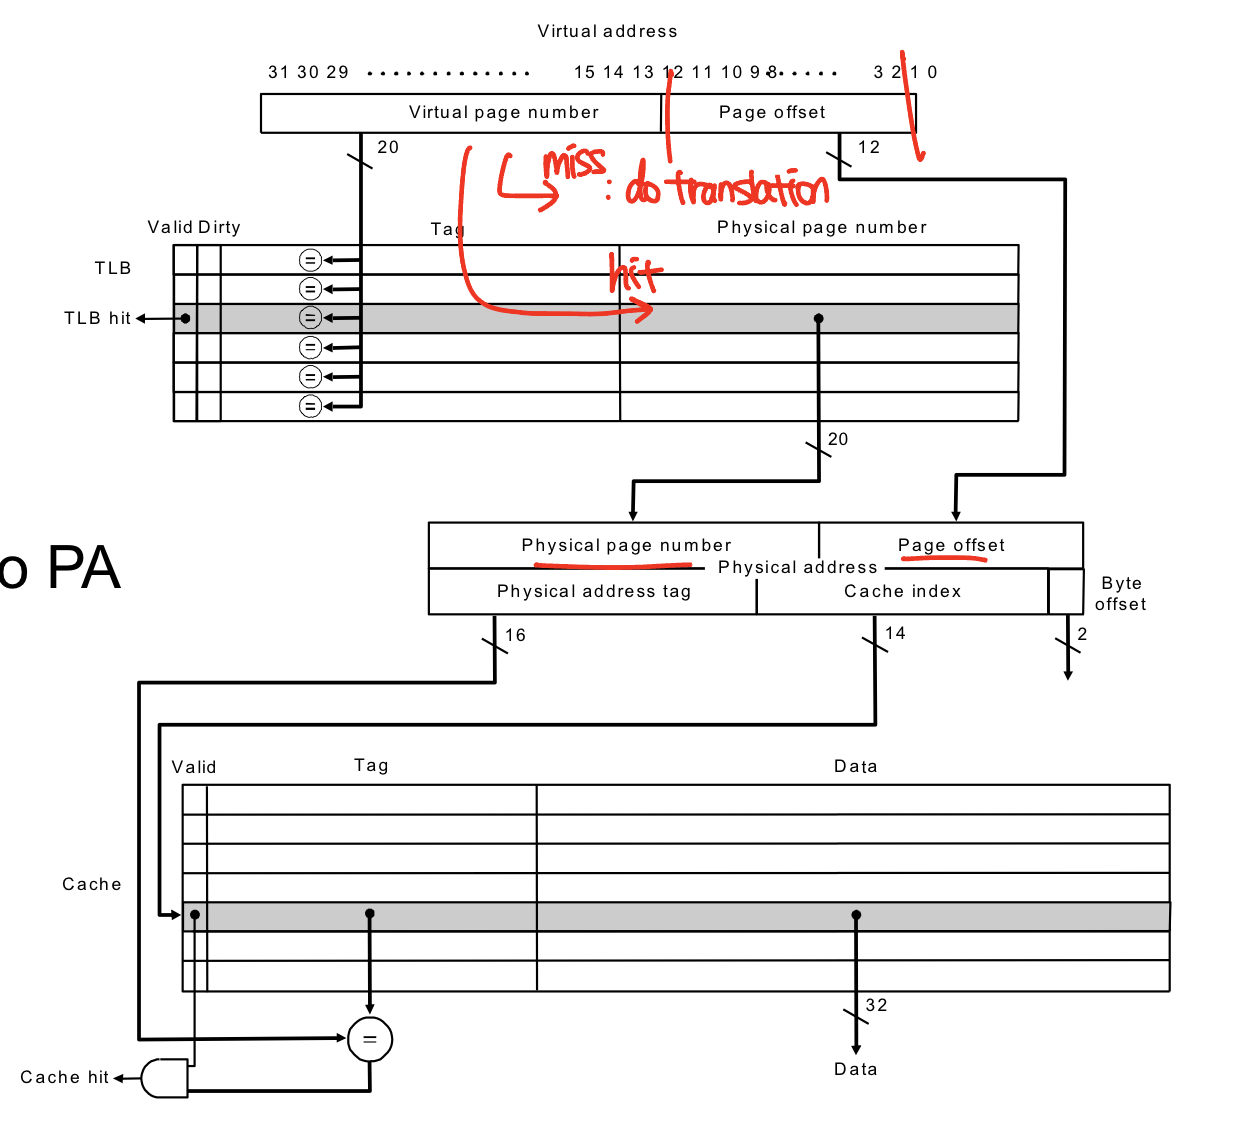 Virtual address
31 30 29 ............. 15 14 13 12 11 10 9 8 ...... 3 2 1 0
Virtual page number Page offset
20 12
miss
: do translation
Valid Dirty Tag Physical page number
TLB
hit
=
=
TLB hit =
=
=
=
20
Physical page number Page offset
o PA
Physical address
Physical address tag Cache index Byte
offset
16 14 2
Valid Tag Data
Cache
32
=
Data
Cache hit